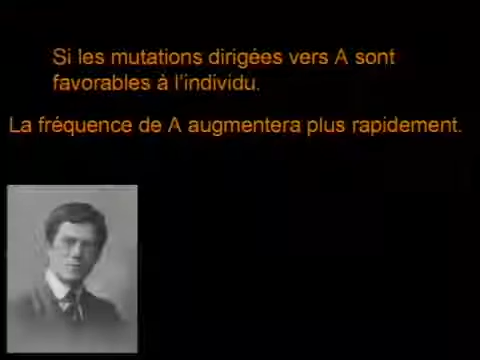 Si les mutations dirigées vers A sont
favorables à l'individu.
La fréquence de A augmentera plus rapidement.